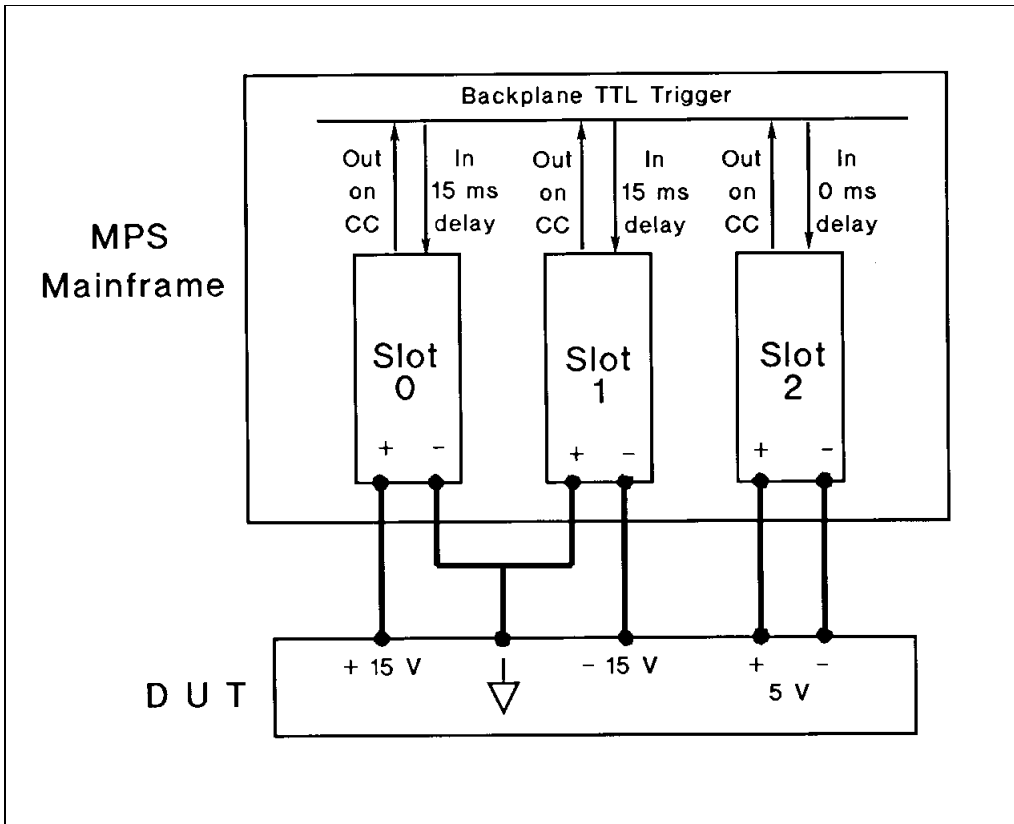 Backplane TTL Trigger
Out
on
CC
In
15 ms
delay
Out
on
CC
In
15 ms
delay
Out
on
CC
In
0 ms
delay
MPS
Mainframe
Slot
0
Slot
1
Slot
2
+ -
+ -
+ -
+ 15 V
- 15 V
+ -
5 V
D U T